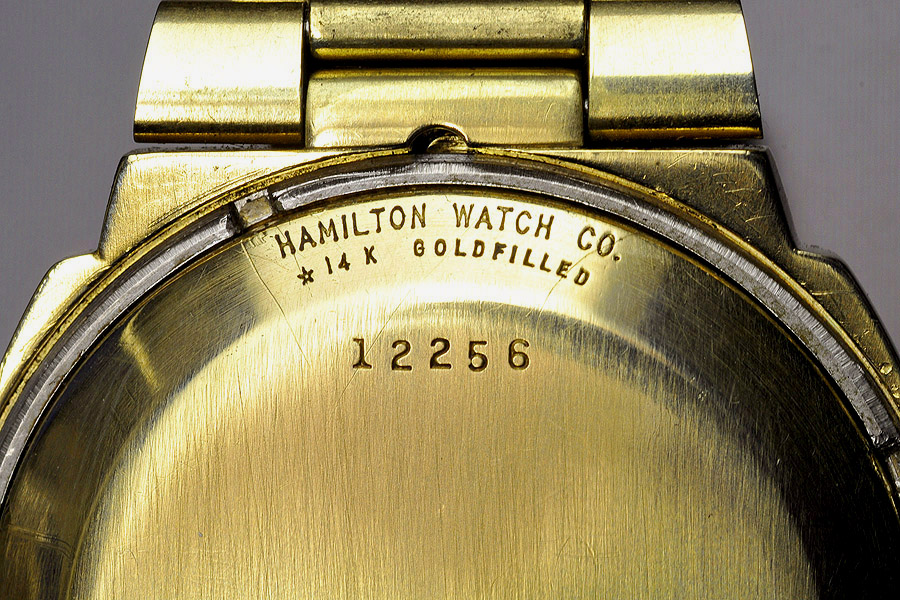 HAMILTON WATCH CO.
☆ 14 K GOLDFILLED
12256